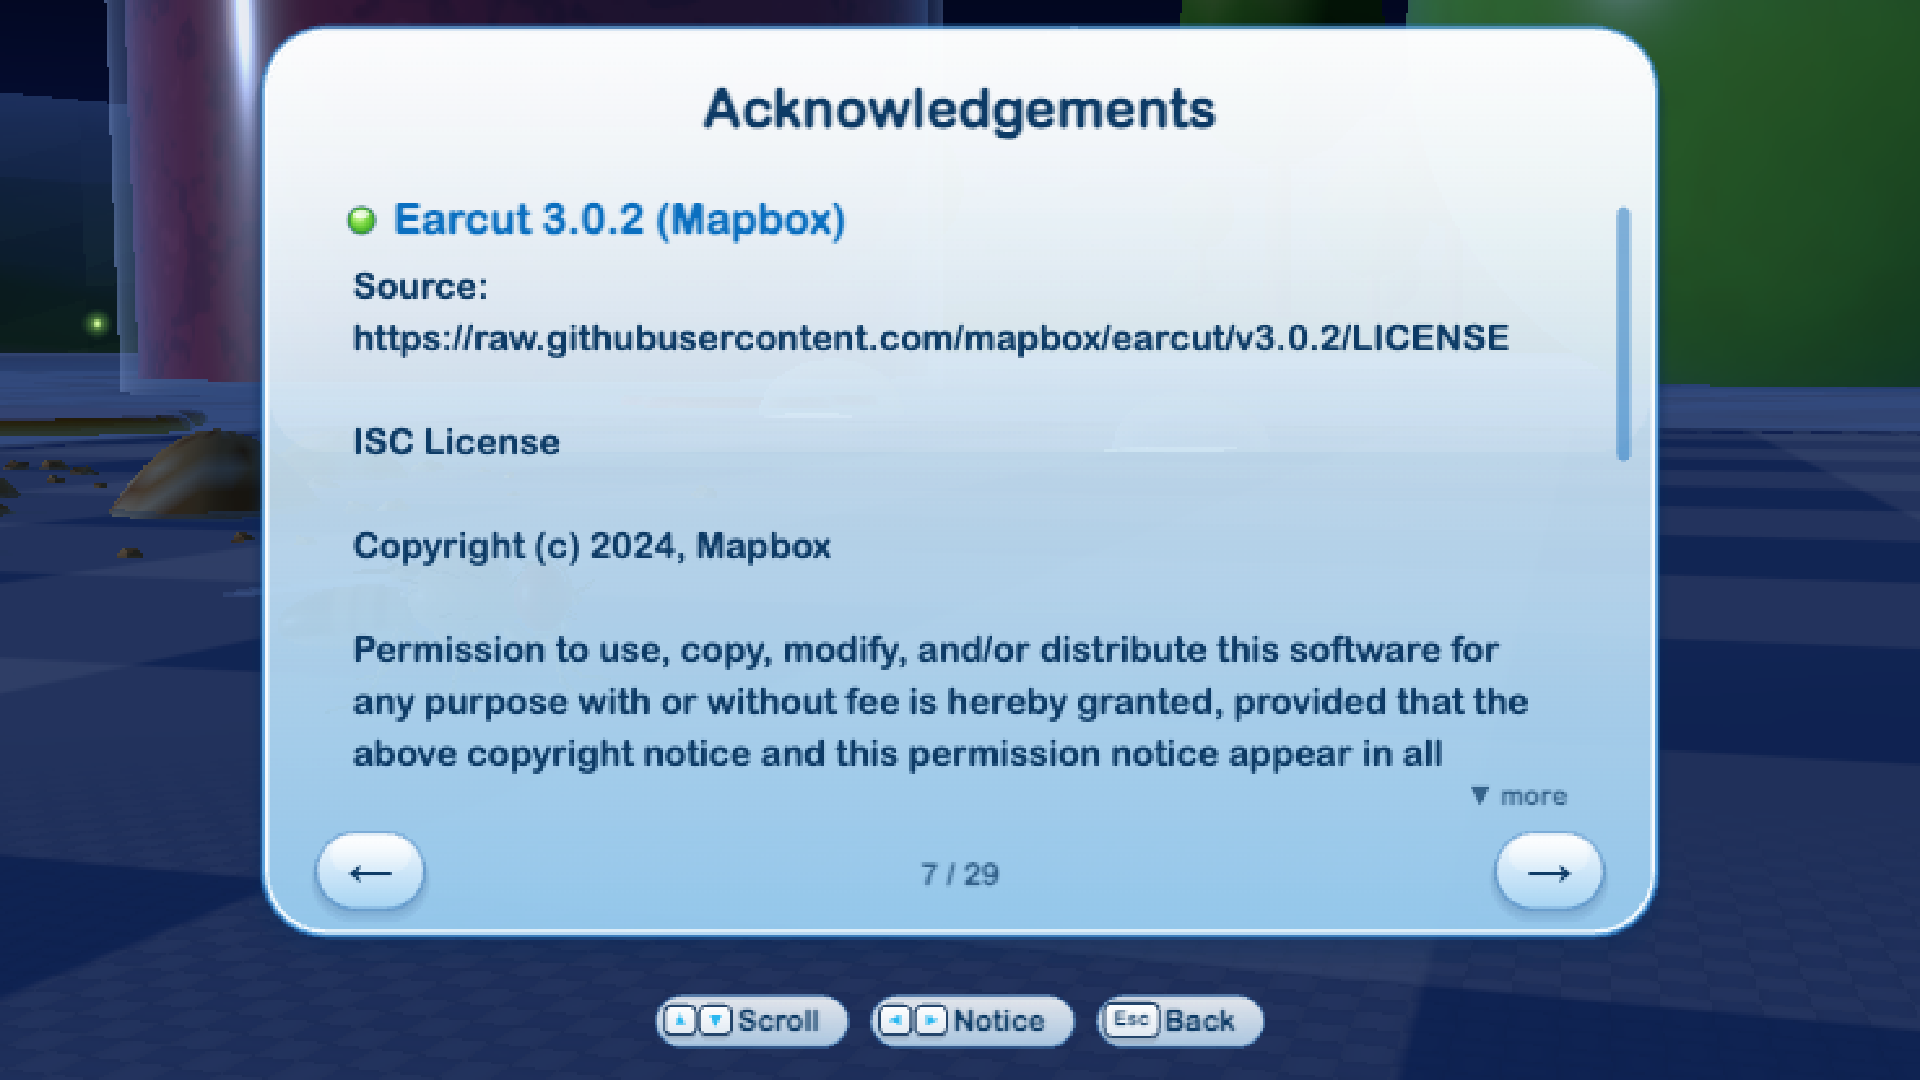 Acknowledgements
Earcut 3.0.2 (Mapbox)
Source:
https://raw.githubusercontent.com/mapbox/earcut/v3.0.2/LICENSE
ISC License
Copyright (c) 2024, Mapbox
Permission to use, copy, modify, and/or distribute this software for
any purpose with or without fee is hereby granted, provided that the
above copyright notice and this permission notice appear in all
▼ more
← 7 / 29 →
▲ ▼ Scroll ◀ ▶ Notice Esc Back